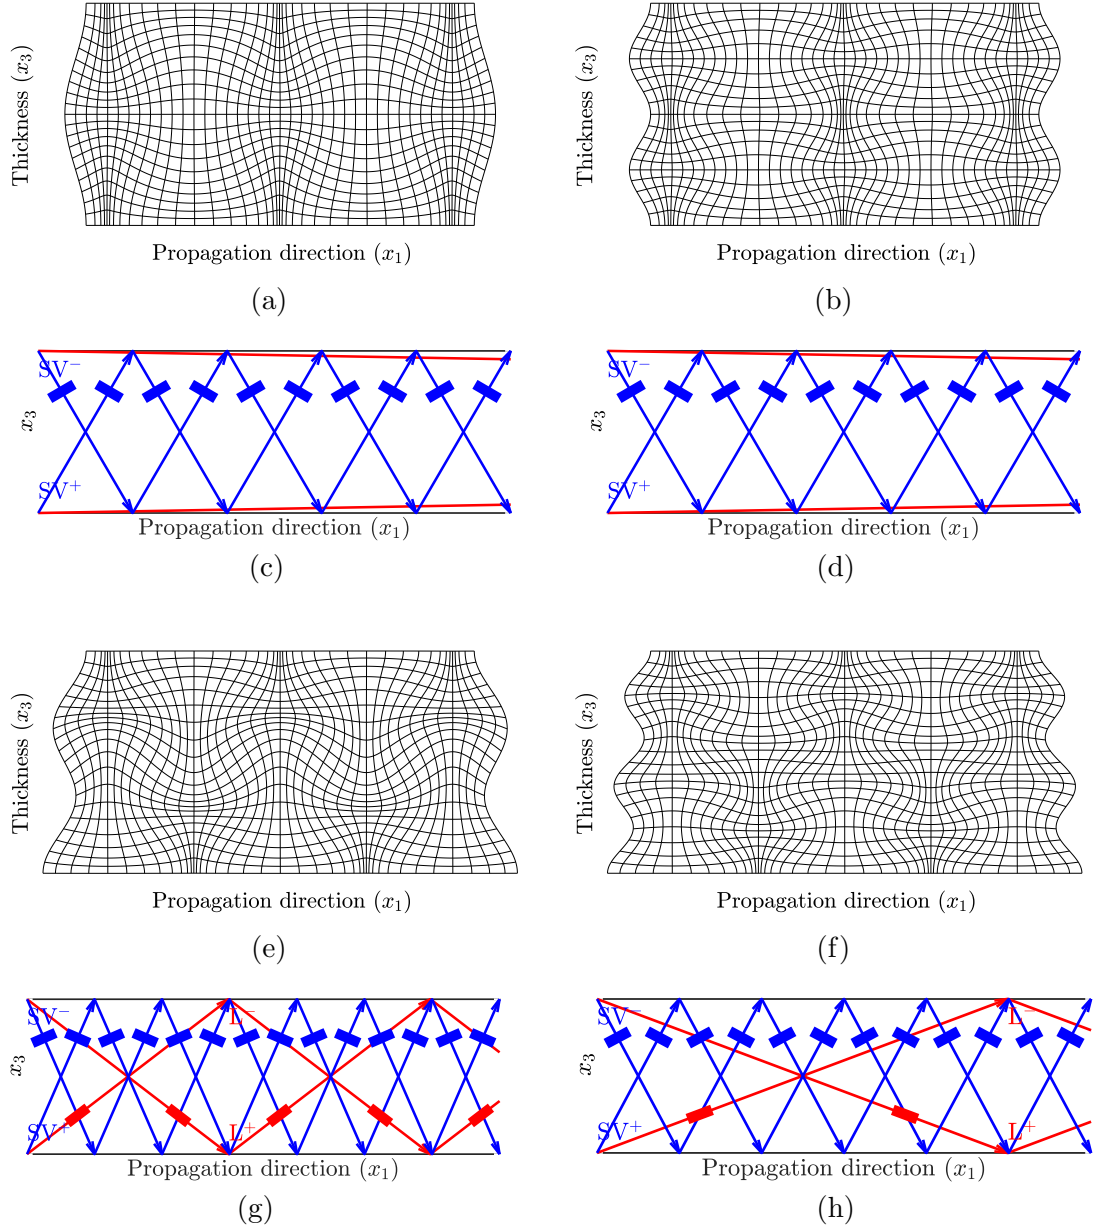 Thickness (x₃)
Thickness (x₃)
Propagation direction (x₁)
Propagation direction (x₁)
(a)
(b)
SV⁻
SV⁻
x₃
x₃
SV⁺
SV⁺
Propagation direction (x₁)
Propagation direction (x₁)
(c)
(d)
Thickness (x₃)
Thickness (x₃)
Propagation direction (x₁)
Propagation direction (x₁)
(e)
(f)
SV⁻
L⁻
SV⁻
L⁻
x₃
x₃
SV⁺
L⁺
SV⁺
L⁺
Propagation direction (x₁)
Propagation direction (x₁)
(g)
(h)